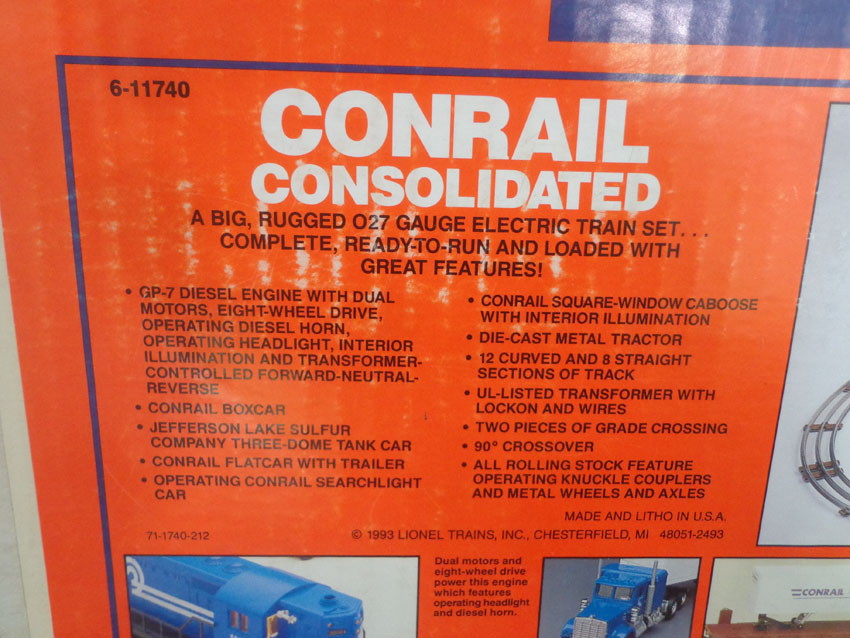 6-11740
CONRAIL
CONSOLIDATED
A BIG, RUGGED O27 GAUGE ELECTRIC TRAIN SET...
COMPLETE, READY-TO-RUN AND LOADED WITH
GREAT FEATURES!
• GP-7 DIESEL ENGINE WITH DUAL
MOTORS, EIGHT-WHEEL DRIVE,
OPERATING DIESEL HORN,
OPERATING HEADLIGHT, INTERIOR
ILLUMINATION AND TRANSFORMER-
CONTROLLED FORWARD-NEUTRAL-
REVERSE
• CONRAIL BOXCAR
• JEFFERSON LAKE SULFUR
COMPANY THREE-DOME TANK CAR
• CONRAIL FLATCAR WITH TRAILER
• OPERATING CONRAIL SEARCHLIGHT
CAR
• CONRAIL SQUARE-WINDOW CABOOSE
WITH INTERIOR ILLUMINATION
• DIE-CAST METAL TRACTOR
• 12 CURVED AND 8 STRAIGHT
SECTIONS OF TRACK
• UL-LISTED TRANSFORMER WITH
LOCKON AND WIRES
• TWO PIECES OF GRADE CROSSING
• 90° CROSSOVER
• ALL ROLLING STOCK FEATURE
OPERATING KNUCKLE COUPLERS
AND METAL WHEELS AND AXLES
MADE AND LITHO IN U.S.A.
71-1740-212
© 1993 LIONEL TRAINS, INC., CHESTERFIELD, MI 48051-2493
Dual motors and
eight-wheel drive
power this engine
which features
operating headlight
and diesel horn.
CONRAIL